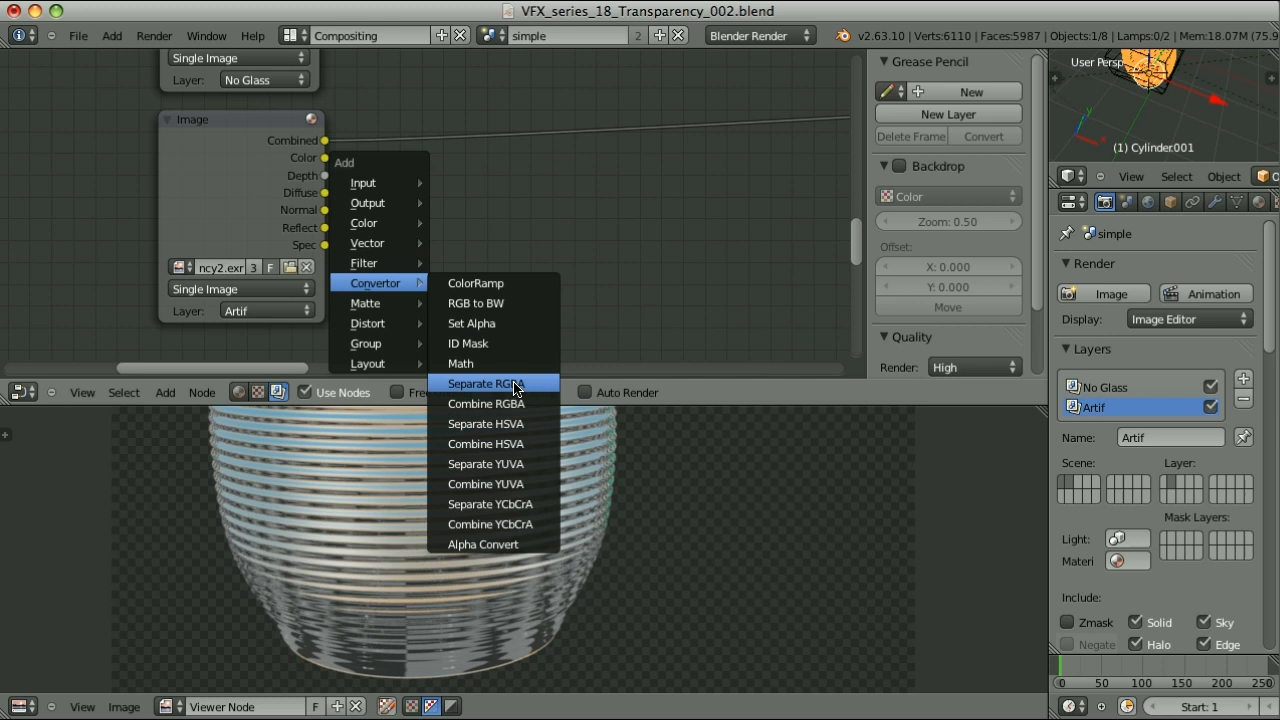 VFX_series_18_Transparency_002.blend
File Add Render Window Help
Compositing
simple
2
Blender Render
v2.63.10 | Verts:6110 | Faces:5987 | Objects:1/8 | Lamps:0/2 | Mem:18.07M (75.9
Single Image
Layer: No Glass
Image
Combined
Color
Depth
Diffuse
Normal
Reflect
Spec
ncy2.exr 3 F
Single Image
Layer: Artif
Add
Input
Output
Color
Vector
Filter
Convertor
Matte
Distort
Group
Layout
ColorRamp
RGB to BW
Set Alpha
ID Mask
Math
Separate RGBA
Combine RGBA
Separate HSVA
Combine HSVA
Separate YUVA
Combine YUVA
Separate YCbCrA
Combine YCbCrA
Alpha Convert
Grease Pencil
New
New Layer
Delete Frame Convert
Backdrop
Color
Zoom: 0.50
Offset:
X: 0.000
Y: 0.000
Move
Quality
Render: High
View Select Add Node
Use Nodes
Fre
Auto Render
User Persp
(1) Cylinder.001
View Select Object
simple
Render
Image Animation
Display: Image Editor
Layers
No Glass
Artif
Name: Artif
Scene: Layer:
Mask Layers:
Light:
Materi
Include:
Zmask Solid Sky
Negate Halo Edge
0 50 100 150 200 250
Start: 1
View Image
Viewer Node F